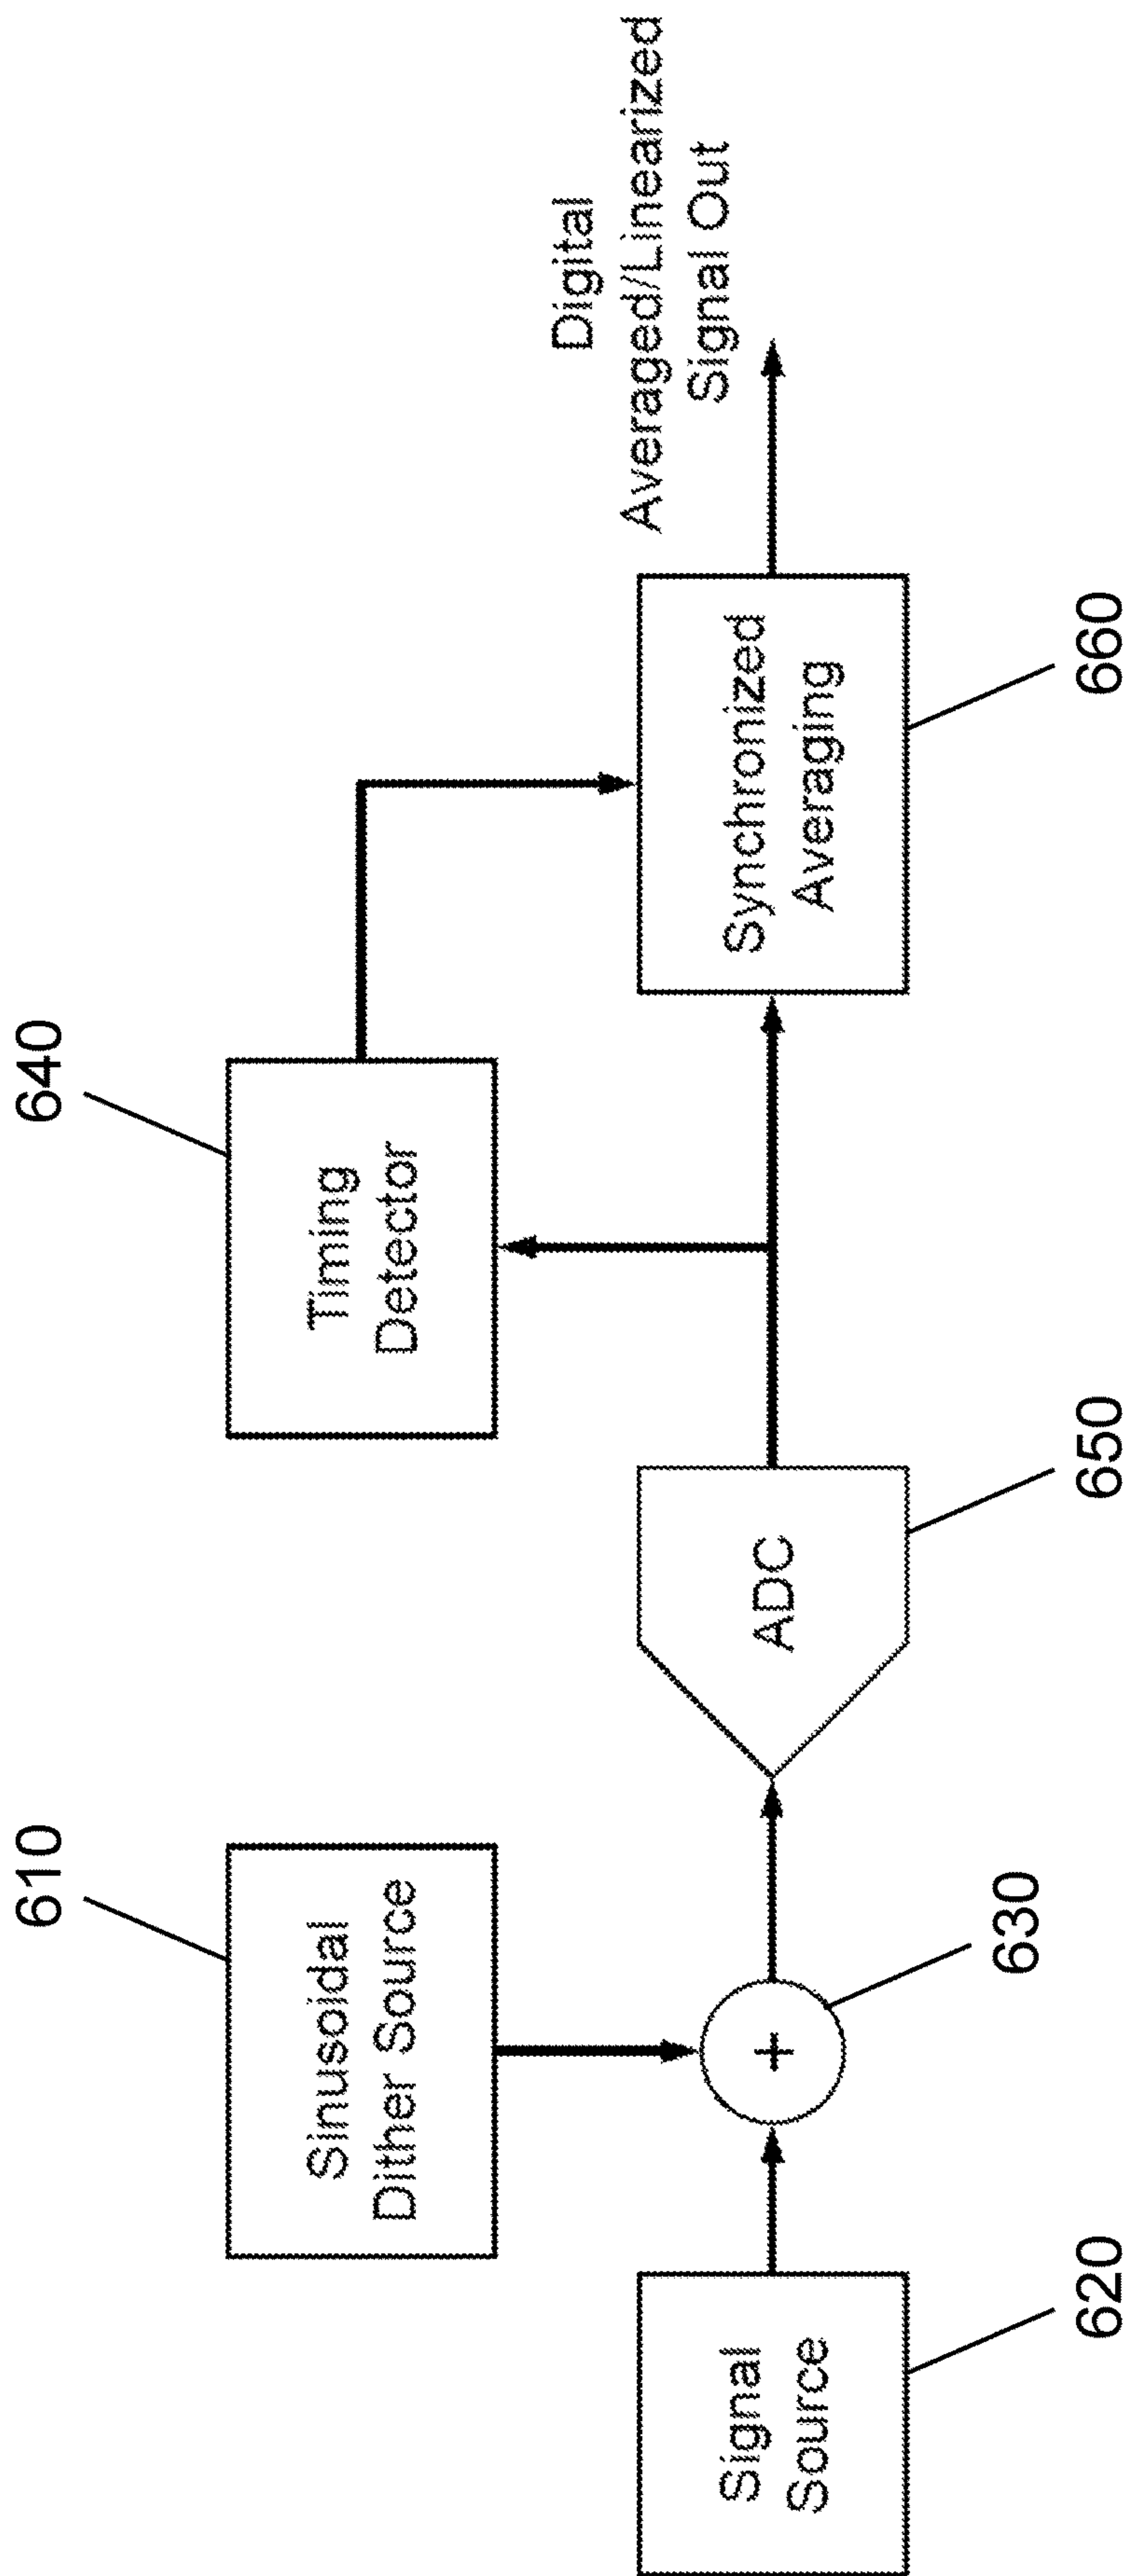 610
Sinusoidal
Dither Source
640
Timing
Detector
Signal
Source
620
+
630
ADC
650
Synchronized
Averaging
660
Digital
Averaged/Linearized
Signal Out